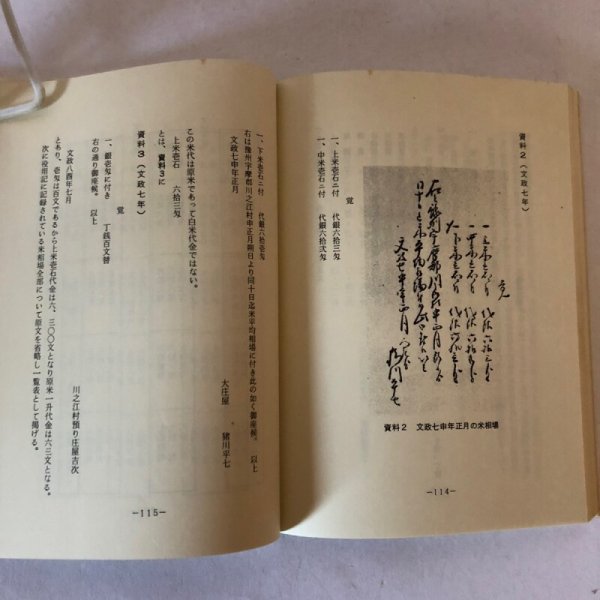 資料2（文政七年）
覚
資料2　文政七申年正月の米相場
一、上米壱石ニ付　代銀六拾三匁
一、中米壱石ニ付　代銀六拾弐匁
―114―
一、下米壱石ニ付　代銀六拾壱匁
右は豫州宇摩郡川之江村申正月朔日より同十日迄米平均相場に付き此の如く御座候。以上
文政七申年正月
大庄屋　猪川平七
この米代は原米であって白米代金ではない。
上米壱石　六拾三匁
とは、資料3に
資料3（文政七年）
覚
一、銀壱匁に付き　丁銭百文替
右の通り御座候。以上
文政八酉年七月
川之江村預り庄屋吉次
とあり、壱匁は百文であるから上米壱石代金は六、三〇〇文となり原米一升代金は六三文となる。
次に役用記に記録されている米相場全部について原文を省略し一覧表として掲げる。
―115―